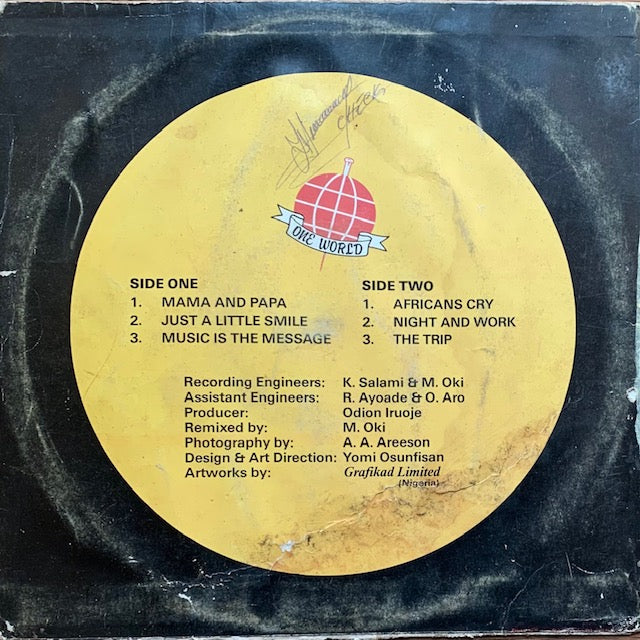 ONE WORLD
SIDE ONE
1. MAMA AND PAPA
2. JUST A LITTLE SMILE
3. MUSIC IS THE MESSAGE
SIDE TWO
1. AFRICANS CRY
2. NIGHT AND WORK
3. THE TRIP
Recording Engineers: K. Salami & M. Oki
Assistant Engineers: R. Ayoade & O. Aro
Producer: Odion Iruoje
Remixed by: M. Oki
Photography by: A. A. Areeson
Design & Art Direction: Yomi Osunfisan
Artworks by: Grafikad Limited
(Nigeria)